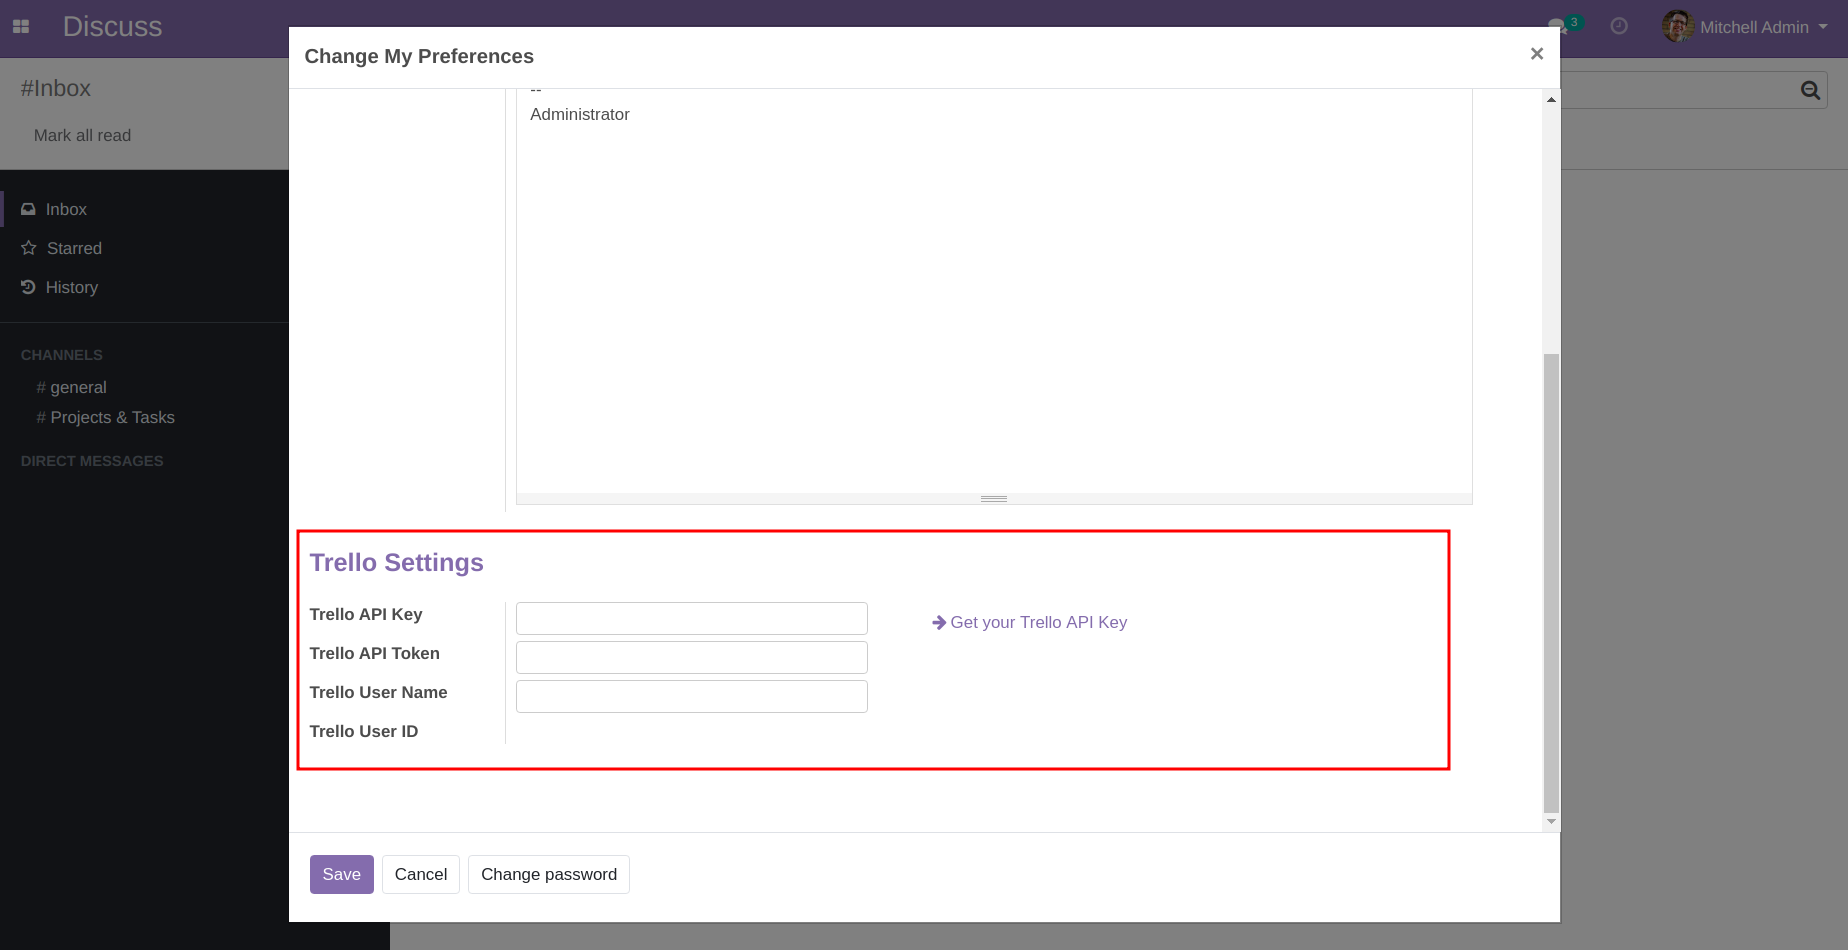 Discuss
3
Mitchell Admin
Change My Preferences
×
#Inbox
Mark all read
--
Administrator
Inbox
Starred
History
CHANNELS
# general
# Projects & Tasks
DIRECT MESSAGES
Trello Settings
Trello API Key
Get your Trello API Key
Trello API Token
Trello User Name
Trello User ID
Save
Cancel
Change password